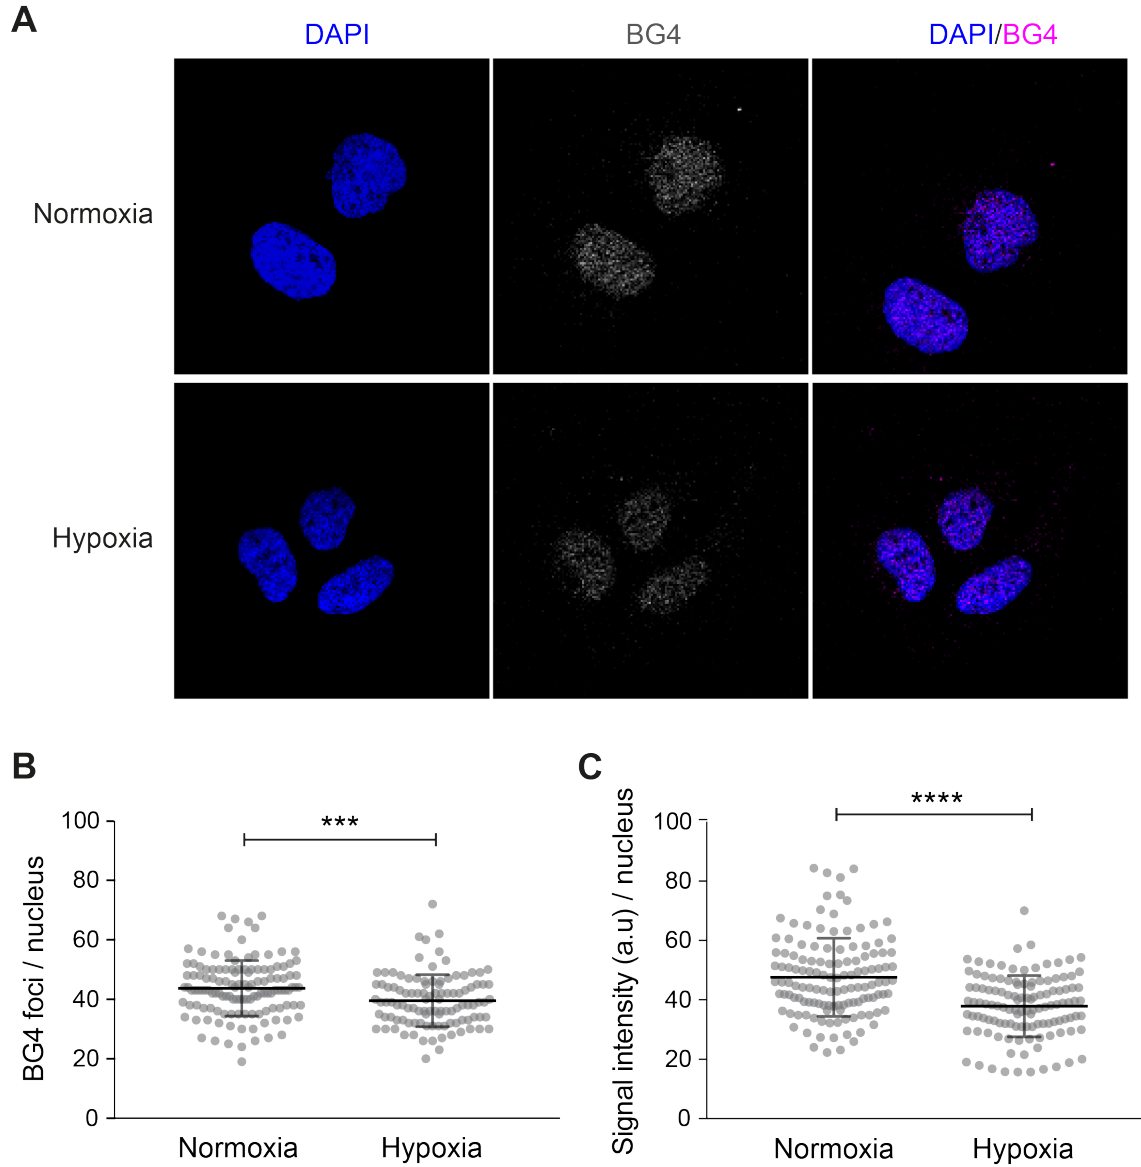 A
DAPI BG4 DAPI/BG4
Normoxia
Hypoxia
B
BG4 foci / nucleus
100
80
60
40
20
0
***
Normoxia Hypoxia
C
Signal intensity (a.u) / nucleus
100
80
60
40
20
0
****
Normoxia Hypoxia